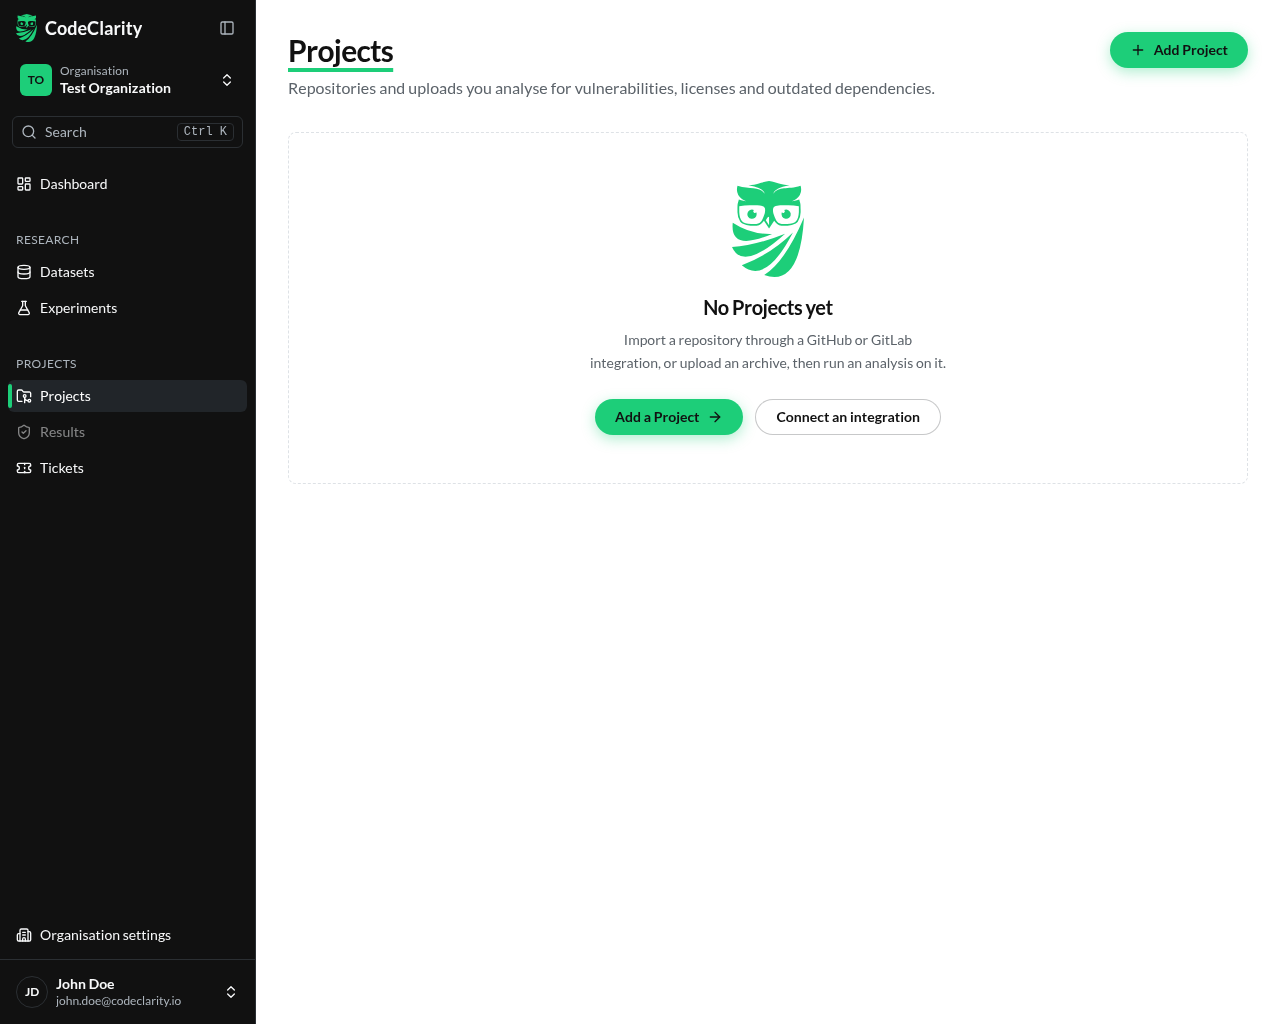 CodeClarity
TO
Organisation
Test Organization
Search
Ctrl K
Dashboard
RESEARCH
Datasets
Experiments
PROJECTS
Projects
Results
Tickets
Organisation settings
JD
John Doe
john.doe@codeclarity.io
Projects
Add Project
Repositories and uploads you analyse for vulnerabilities, licenses and outdated dependencies.
No Projects yet
Import a repository through a GitHub or GitLab
integration, or upload an archive, then run an analysis on it.
Add a Project
Connect an integration